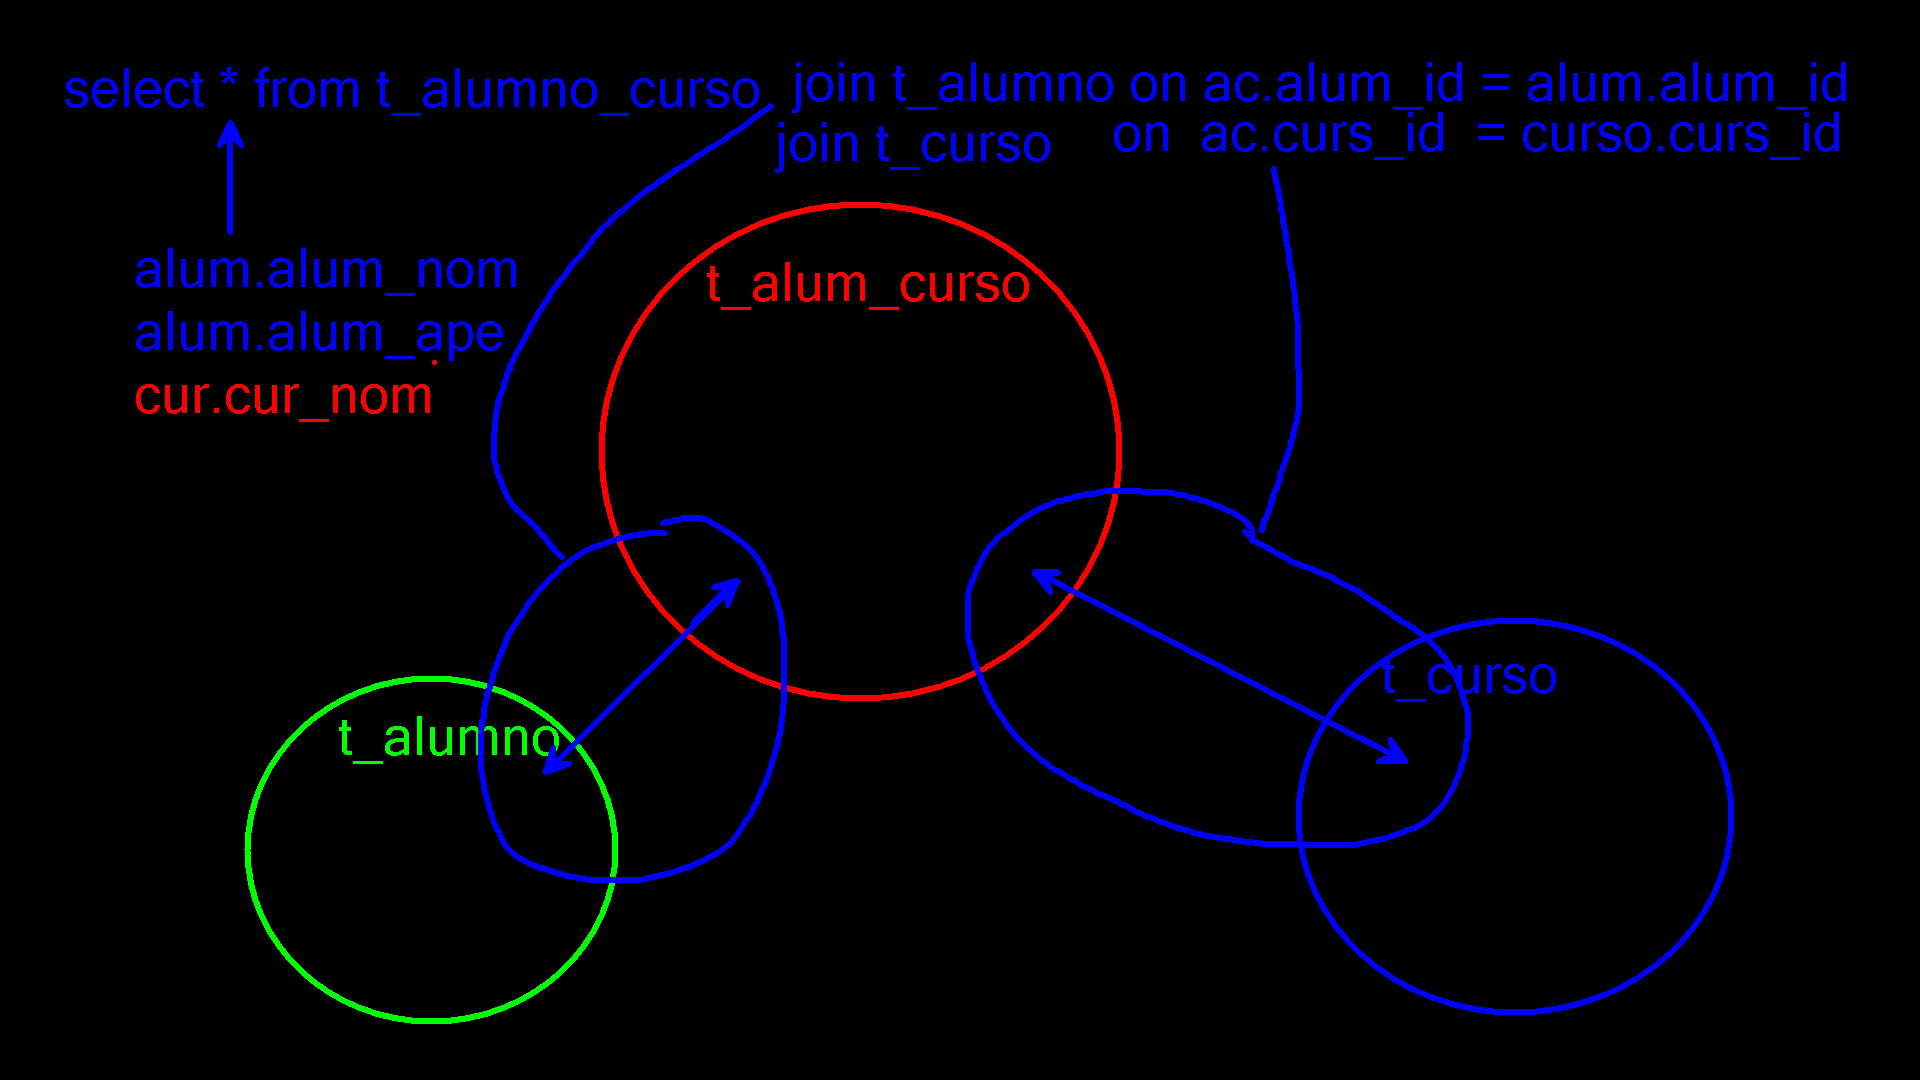 select * from t_alumno_curso
join t_alumno on ac.alum_id = alum.alum_id
join t_curso on ac.curs_id = curso.curs_id
alum.alum_nom
alum.alum_ape
cur.cur_nom
t_alum_curso
t_alumno
t_curso